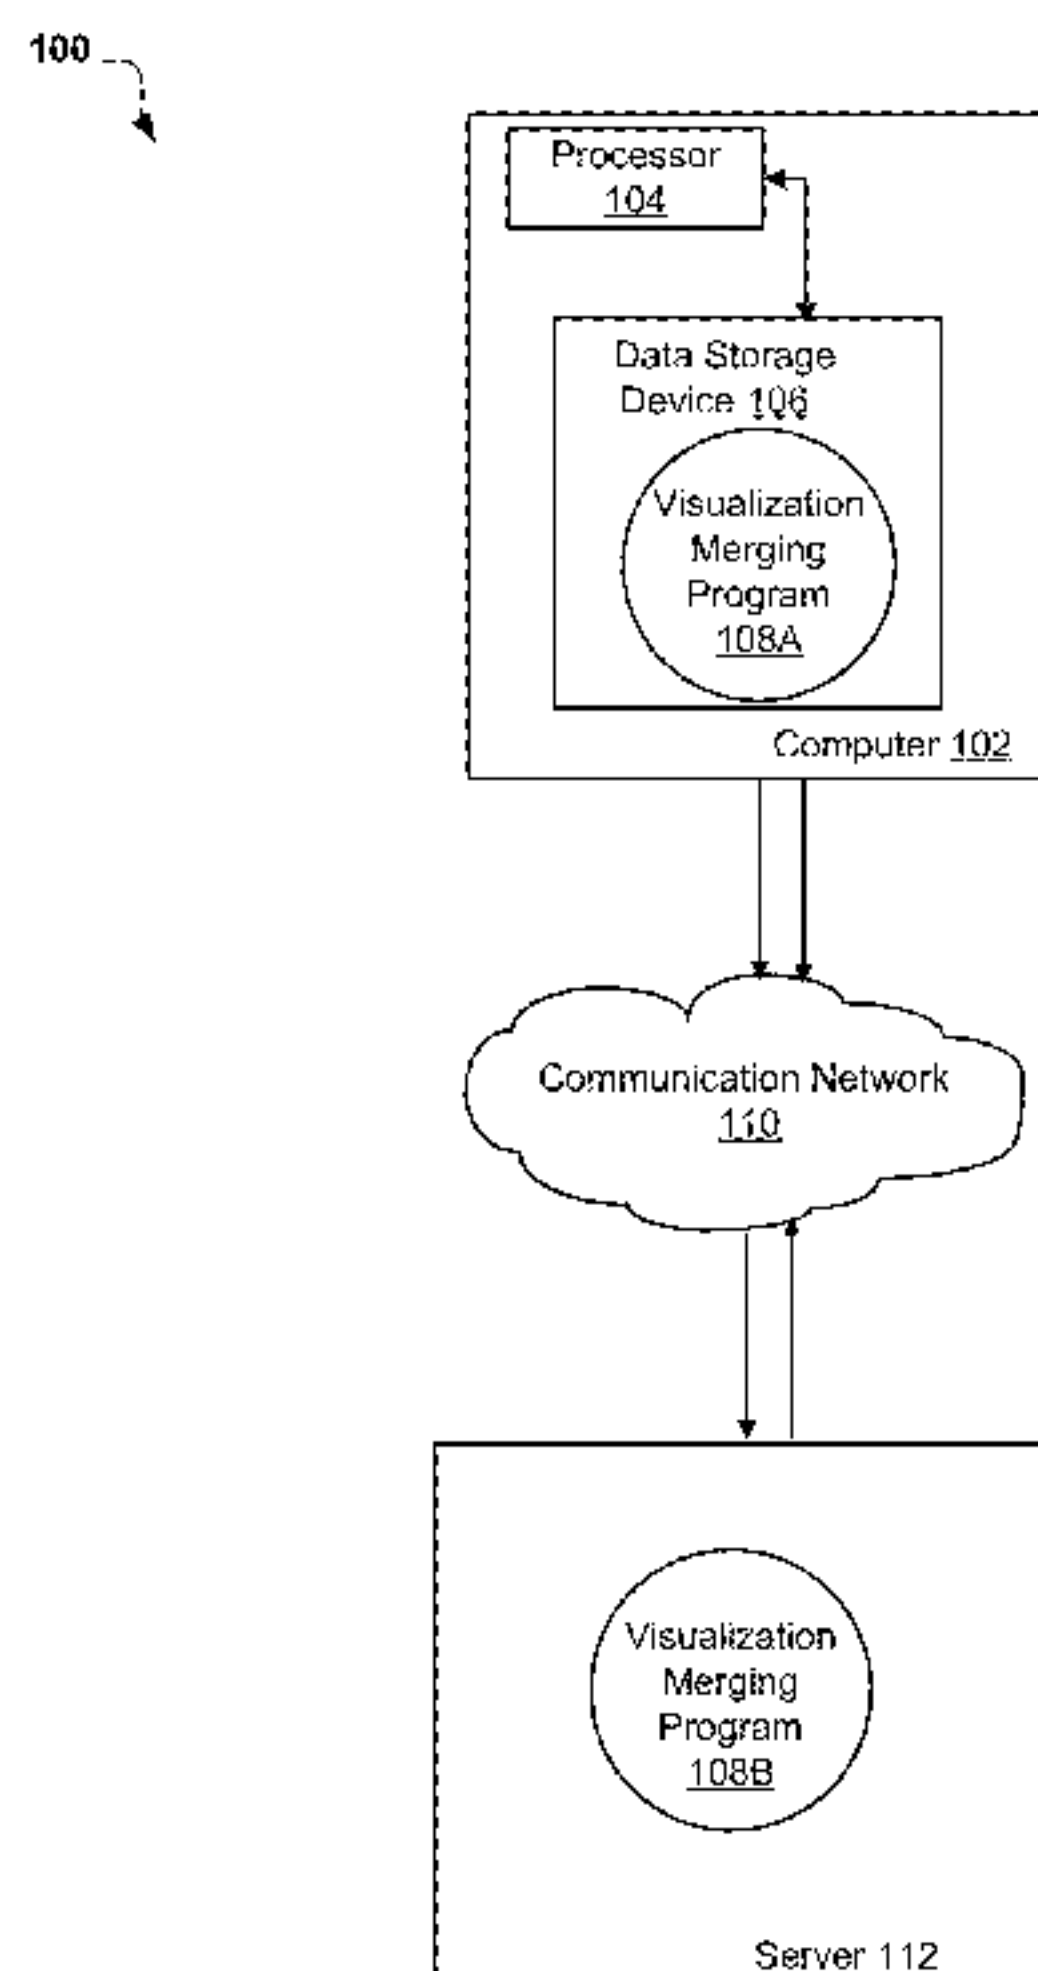 100
Processor
104
Data Storage
Device 106
Visualization
Merging
Program
108A
Computer 102
Communication Network
110
Visualization
Merging
Program
108B
Server 112